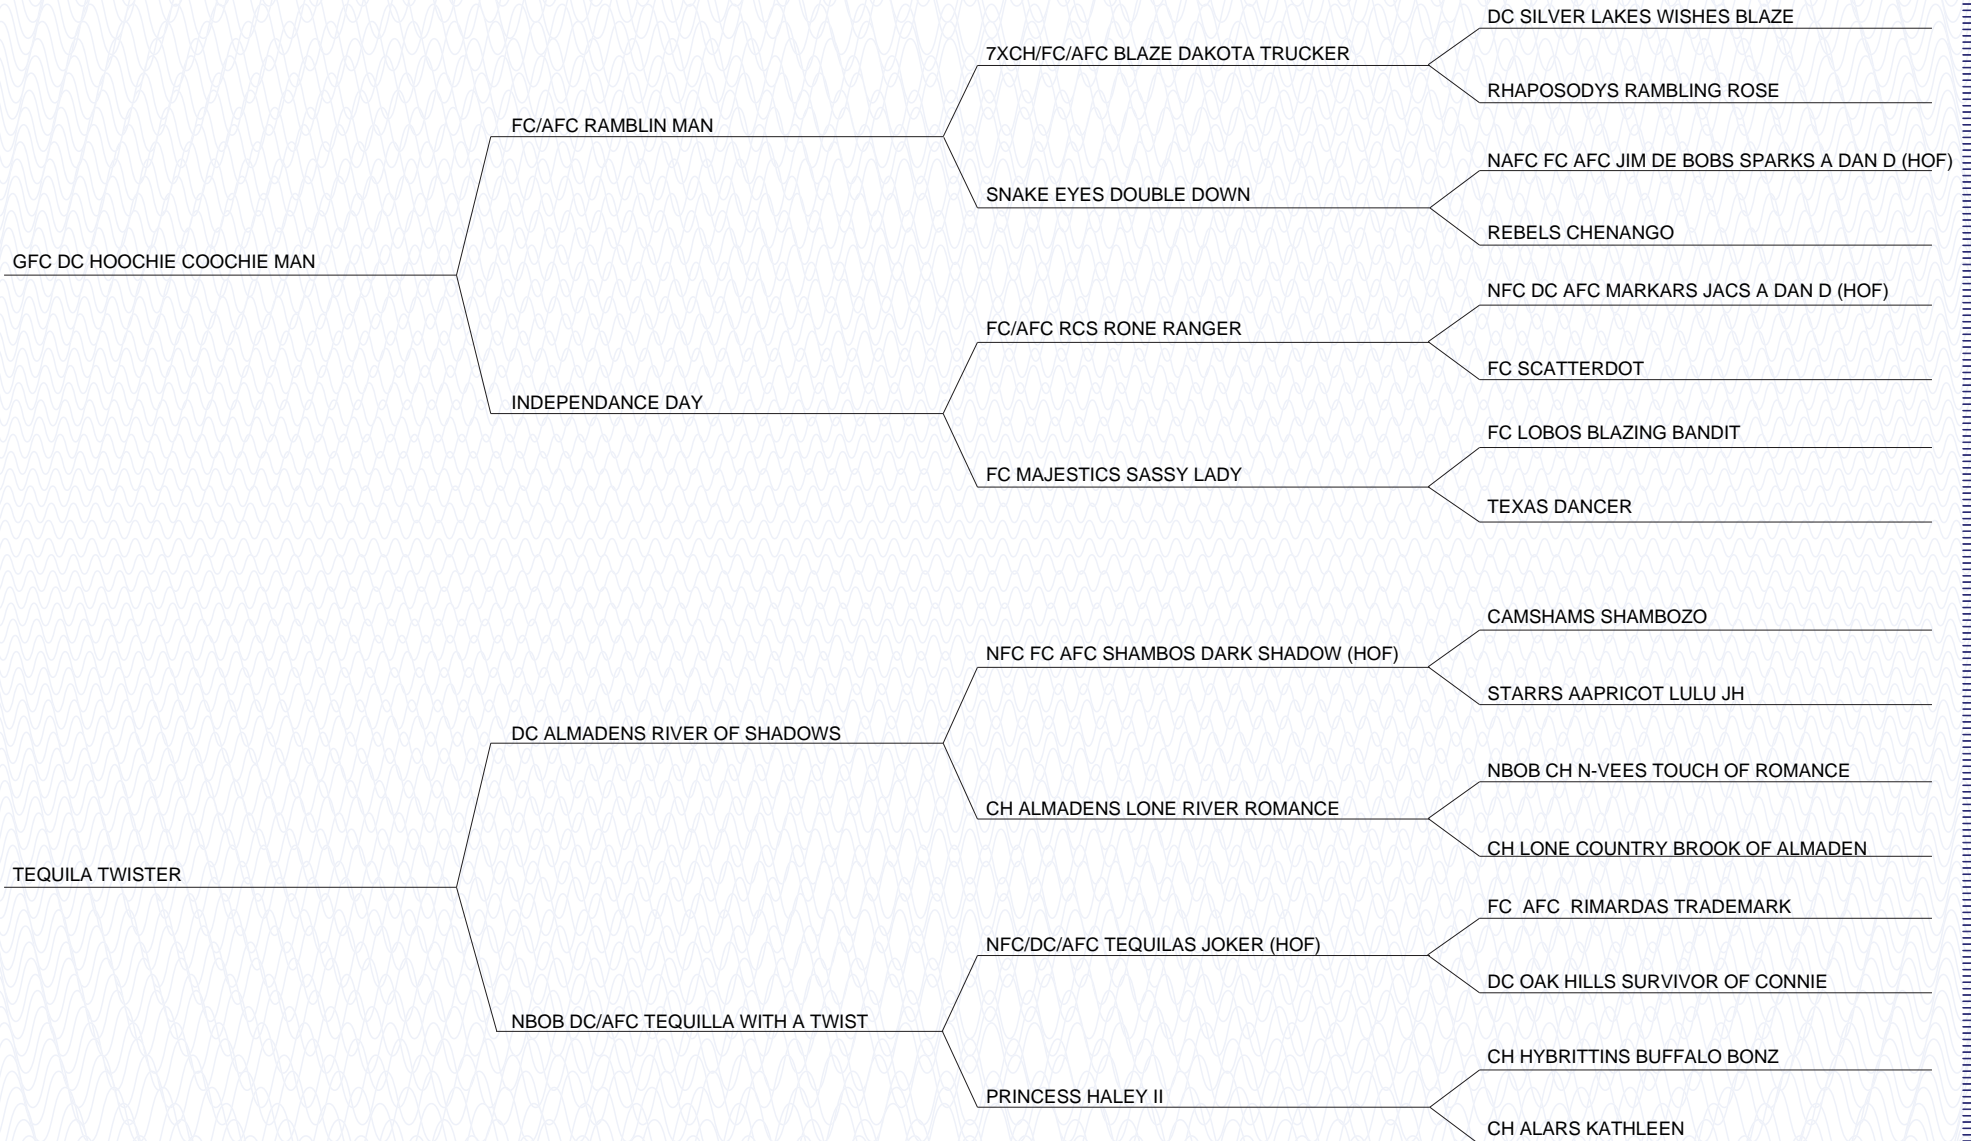 DC SILVER LAKES WISHES BLAZE
7XCH/FC/AFC BLAZE DAKOTA TRUCKER
RHAPOSODYS RAMBLING ROSE
FC/AFC RAMBLIN MAN
NAFC FC AFC JIM DE BOBS SPARKS A DAN D (HOF)
SNAKE EYES DOUBLE DOWN
REBELS CHENANGO
GFC DC HOOCHIE COOCHIE MAN
NFC DC AFC MARKARS JACS A DAN D (HOF)
FC/AFC RCS RONE RANGER
FC SCATTERDOT
INDEPENDANCE DAY
FC LOBOS BLAZING BANDIT
FC MAJESTICS SASSY LADY
TEXAS DANCER
CAMSHAMS SHAMBOZO
NFC FC AFC SHAMBOS DARK SHADOW (HOF)
STARRS AAPRICOT LULU JH
DC ALMADENS RIVER OF SHADOWS
NBOB CH N-VEES TOUCH OF ROMANCE
CH ALMADENS LONE RIVER ROMANCE
CH LONE COUNTRY BROOK OF ALMADEN
TEQUILA TWISTER
FC  AFC  RIMARDAS TRADEMARK
NFC/DC/AFC TEQUILAS JOKER (HOF)
DC OAK HILLS SURVIVOR OF CONNIE
NBOB DC/AFC TEQUILLA WITH A TWIST
CH HYBRITTINS BUFFALO BONZ
PRINCESS HALEY II
CH ALARS KATHLEEN